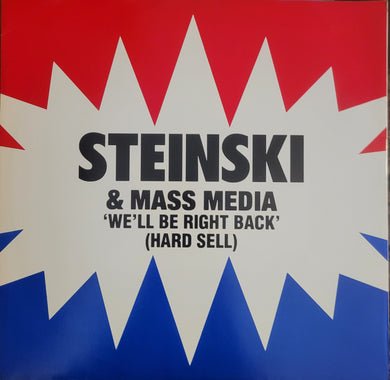 STEINSKI
& MASS MEDIA
'WE'LL BE RIGHT BACK'
(HARD SELL)